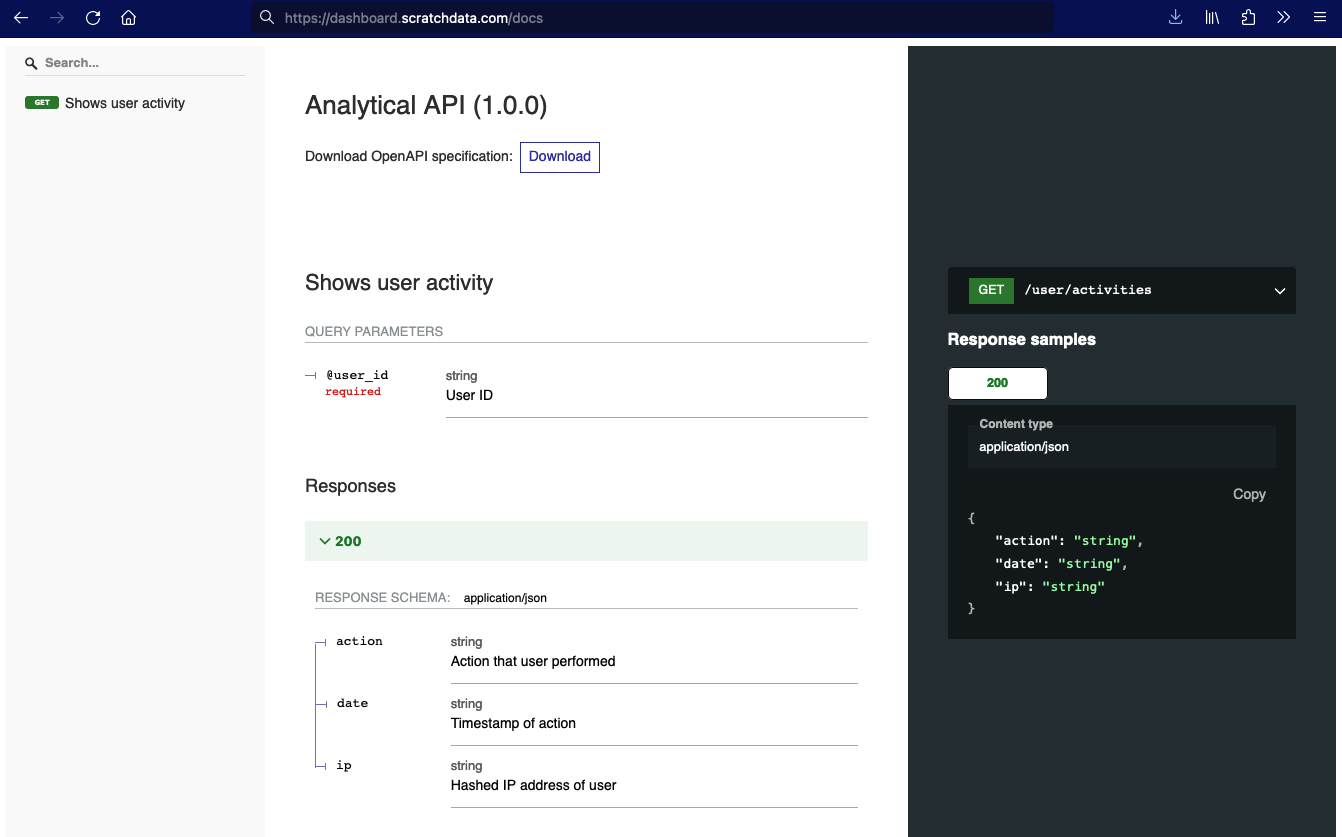 https://dashboard.scratchdata.com/docs
Search...
GET Shows user activity
Analytical API (1.0.0)
Download OpenAPI specification: Download
Shows user activity
QUERY PARAMETERS
@user_id
required
string
User ID
Responses
200
RESPONSE SCHEMA: application/json
action
string
Action that user performed
date
string
Timestamp of action
ip
string
Hashed IP address of user
GET /user/activities
Response samples
200
Content type
application/json
Copy
{
"action": "string",
"date": "string",
"ip": "string"
}